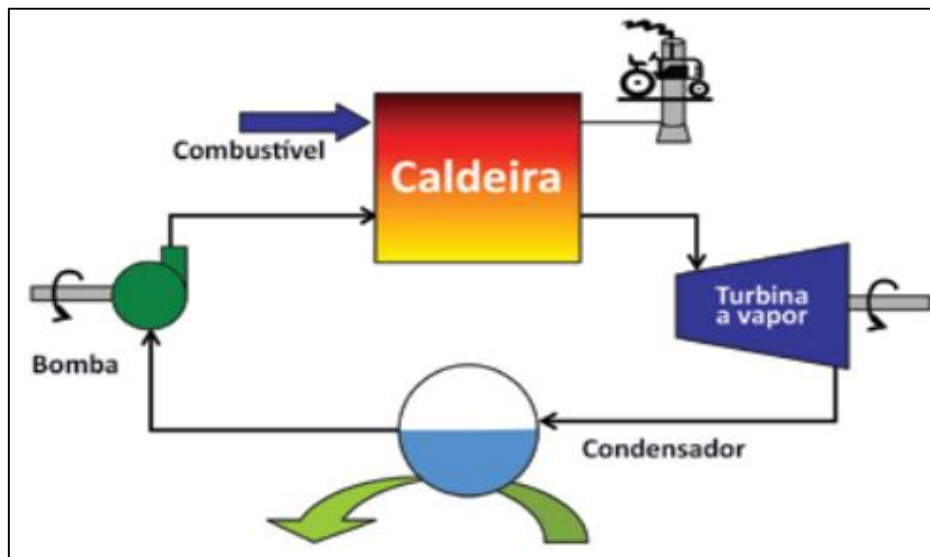 Combustível
Caldeira
Turbina
a vapor
Bomba
Condensador